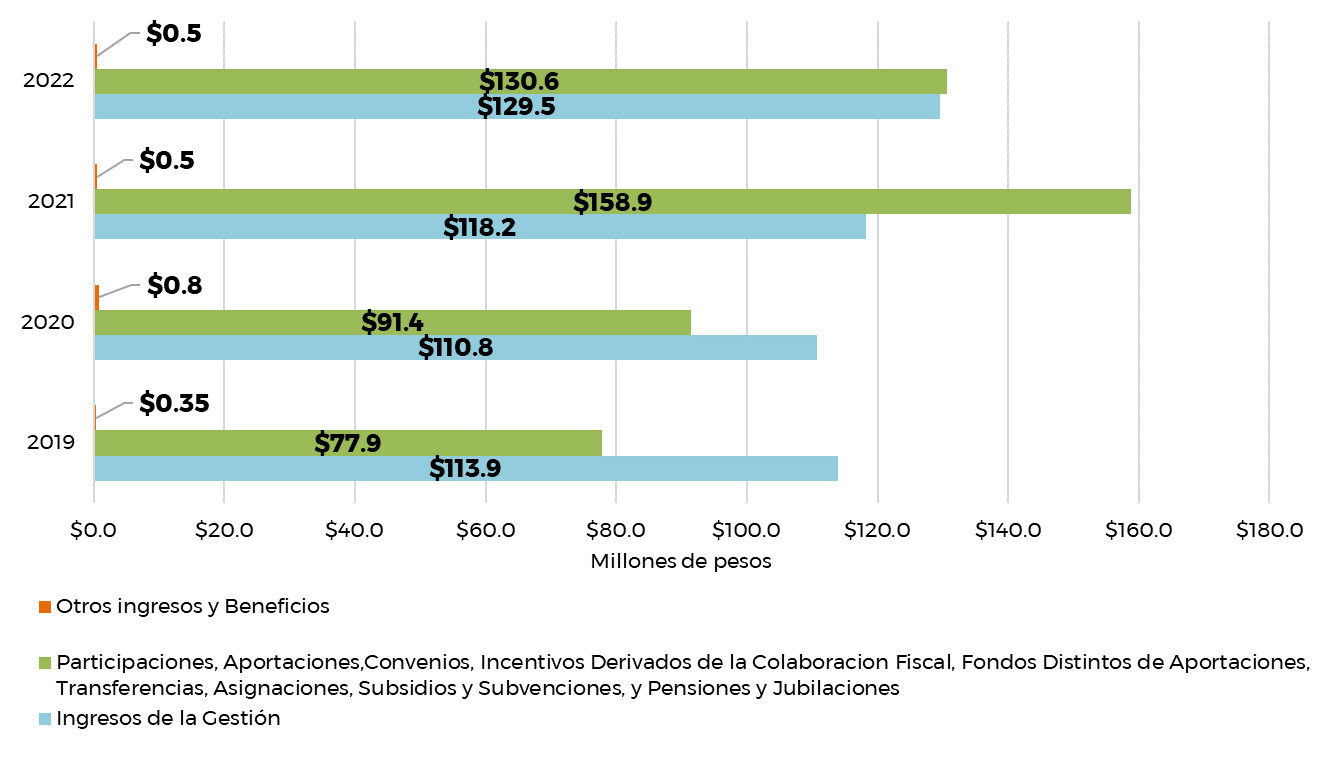 $0.5
2022
$130.6
$129.5
$0.5
2021
$158.9
$118.2
$0.8
2020
$91.4
$110.8
$0.35
2019
$77.9
$113.9
$0.0 $20.0 $40.0 $60.0 $80.0 $100.0 $120.0 $140.0 $160.0 $180.0
Millones de pesos
Otros ingresos y Beneficios
Participaciones, Aportaciones,Convenios, Incentivos Derivados de la Colaboracion Fiscal, Fondos Distintos de Aportaciones,
Transferencias, Asignaciones, Subsidios y Subvenciones, y Pensiones y Jubilaciones
Ingresos de la Gestión